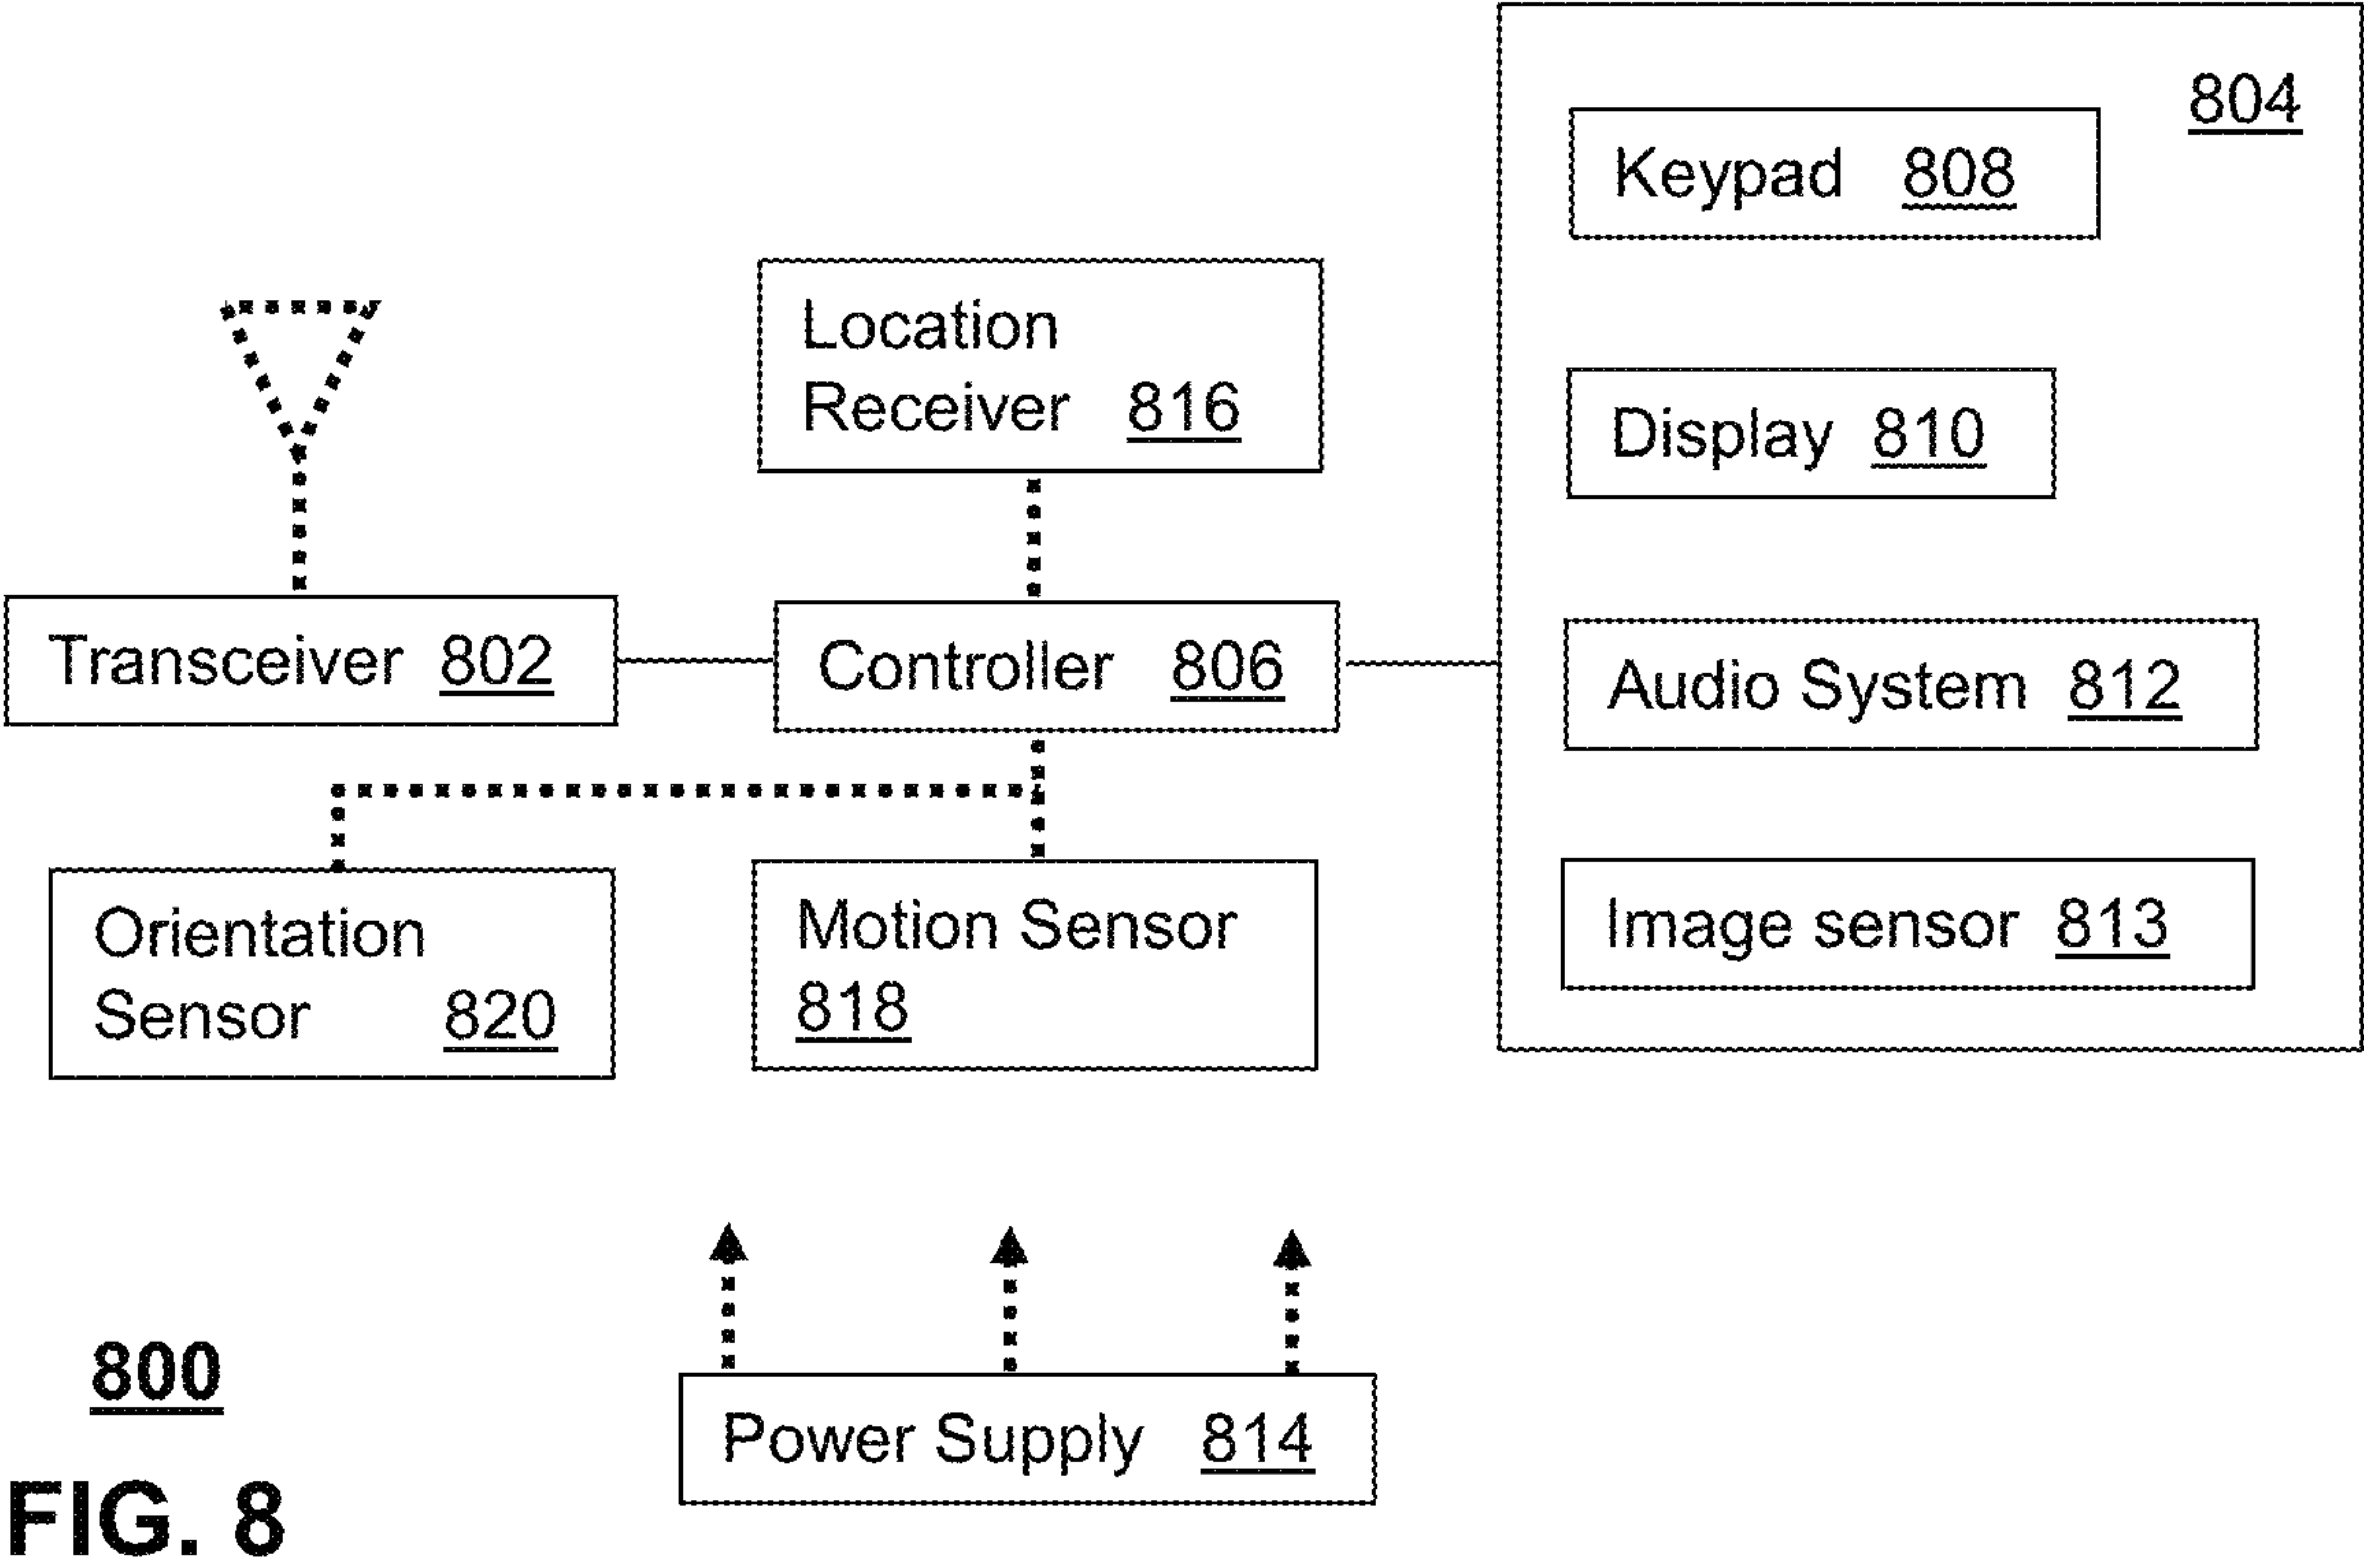 804
Keypad 808
Location
Receiver 816
Display 810
Transceiver 802
Controller 806
Audio System 812
Orientation
Sensor 820
Motion Sensor
818
Image sensor 813
800
Power Supply 814
FIG. 8